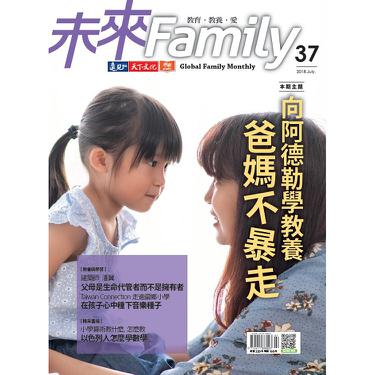 教育・教養・愛
未來Family
37
遠見 天下文化
Global Family Monthly
2018 July.
本期主題
向阿德勒學教養
爸媽不暴走
父母是生命代管者而不是擁有者
Taiwan Connection 走進偏鄉小學
在孩子心中種下音樂種子
小學算術教什麼,怎麼教
以色列人怎麼學數學